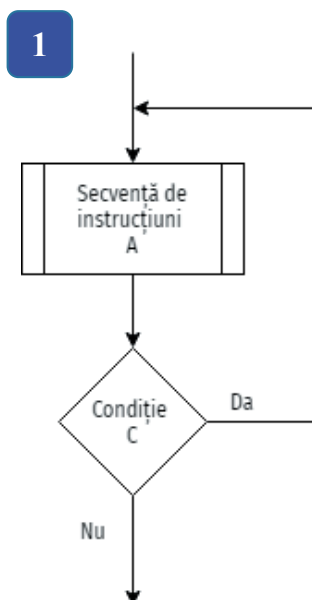 1
Secvență de
instrucțiuni
A
Condiție
C
Da
Nu